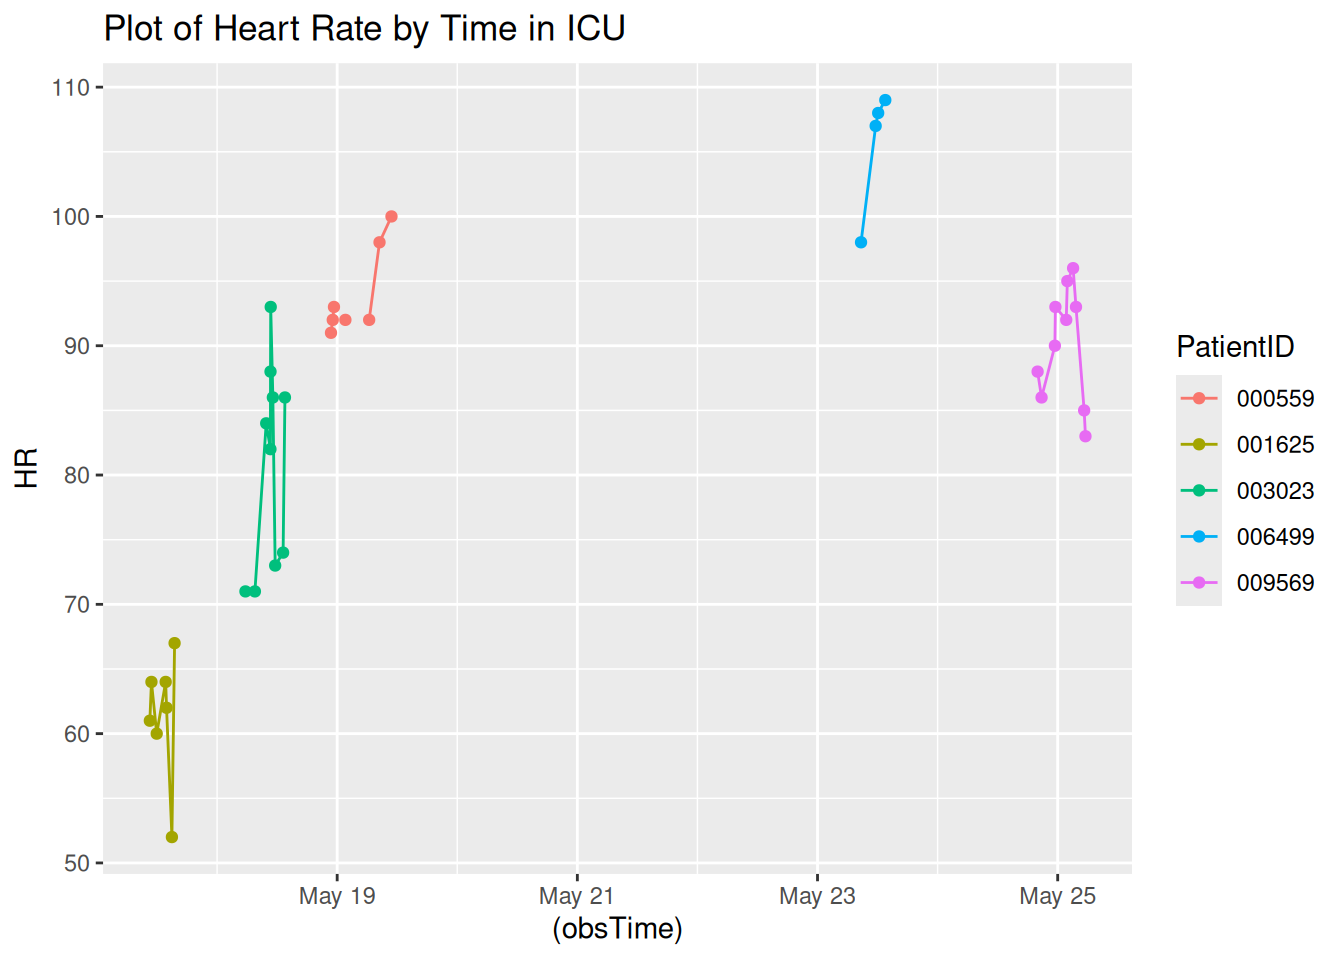 Plot of Heart Rate by Time in ICU
110
100
90
80
70
60
50
HR
May 19
May 21
May 23
May 25
(obsTime)
PatientID
000559
001625
003023
006499
009569